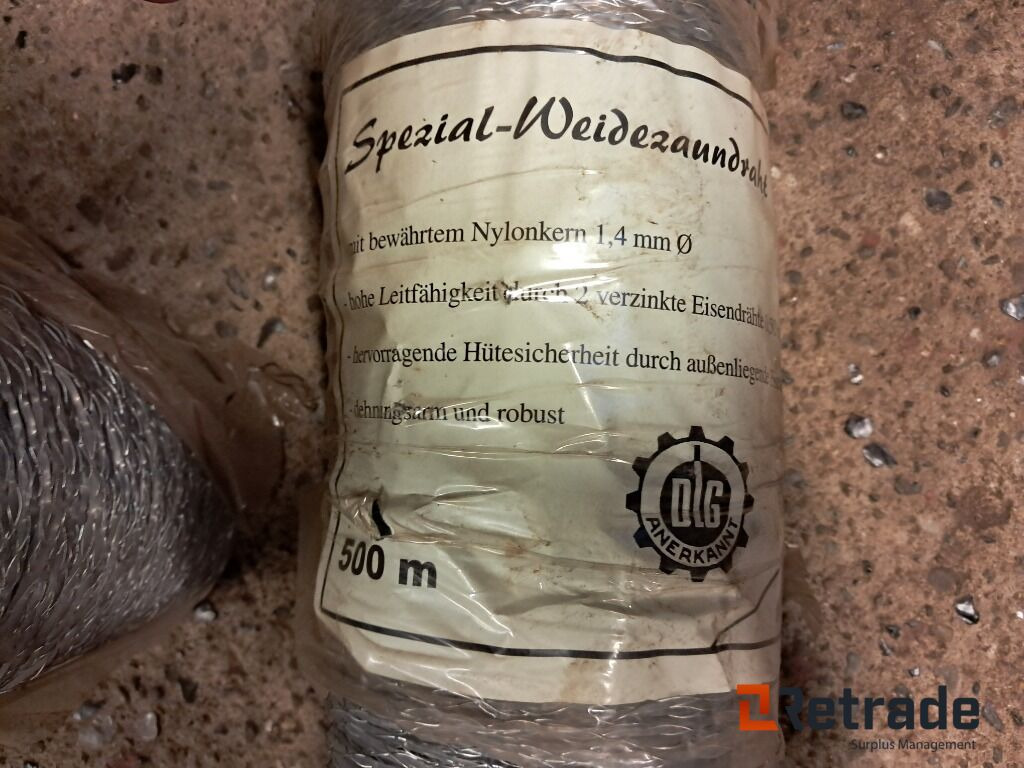 Spezial-Weidezaundraht
mit bewährtem Nylonkern 1,4 mm Ø
- hohe Leitfähigkeit durch 2 verzinkte Eisendrähte
- hervorragende Hütesicherheit durch außenliegende
- dehningsarm und robust
DLG
ANERKANNT
500 m
Retrade
Surplus Management